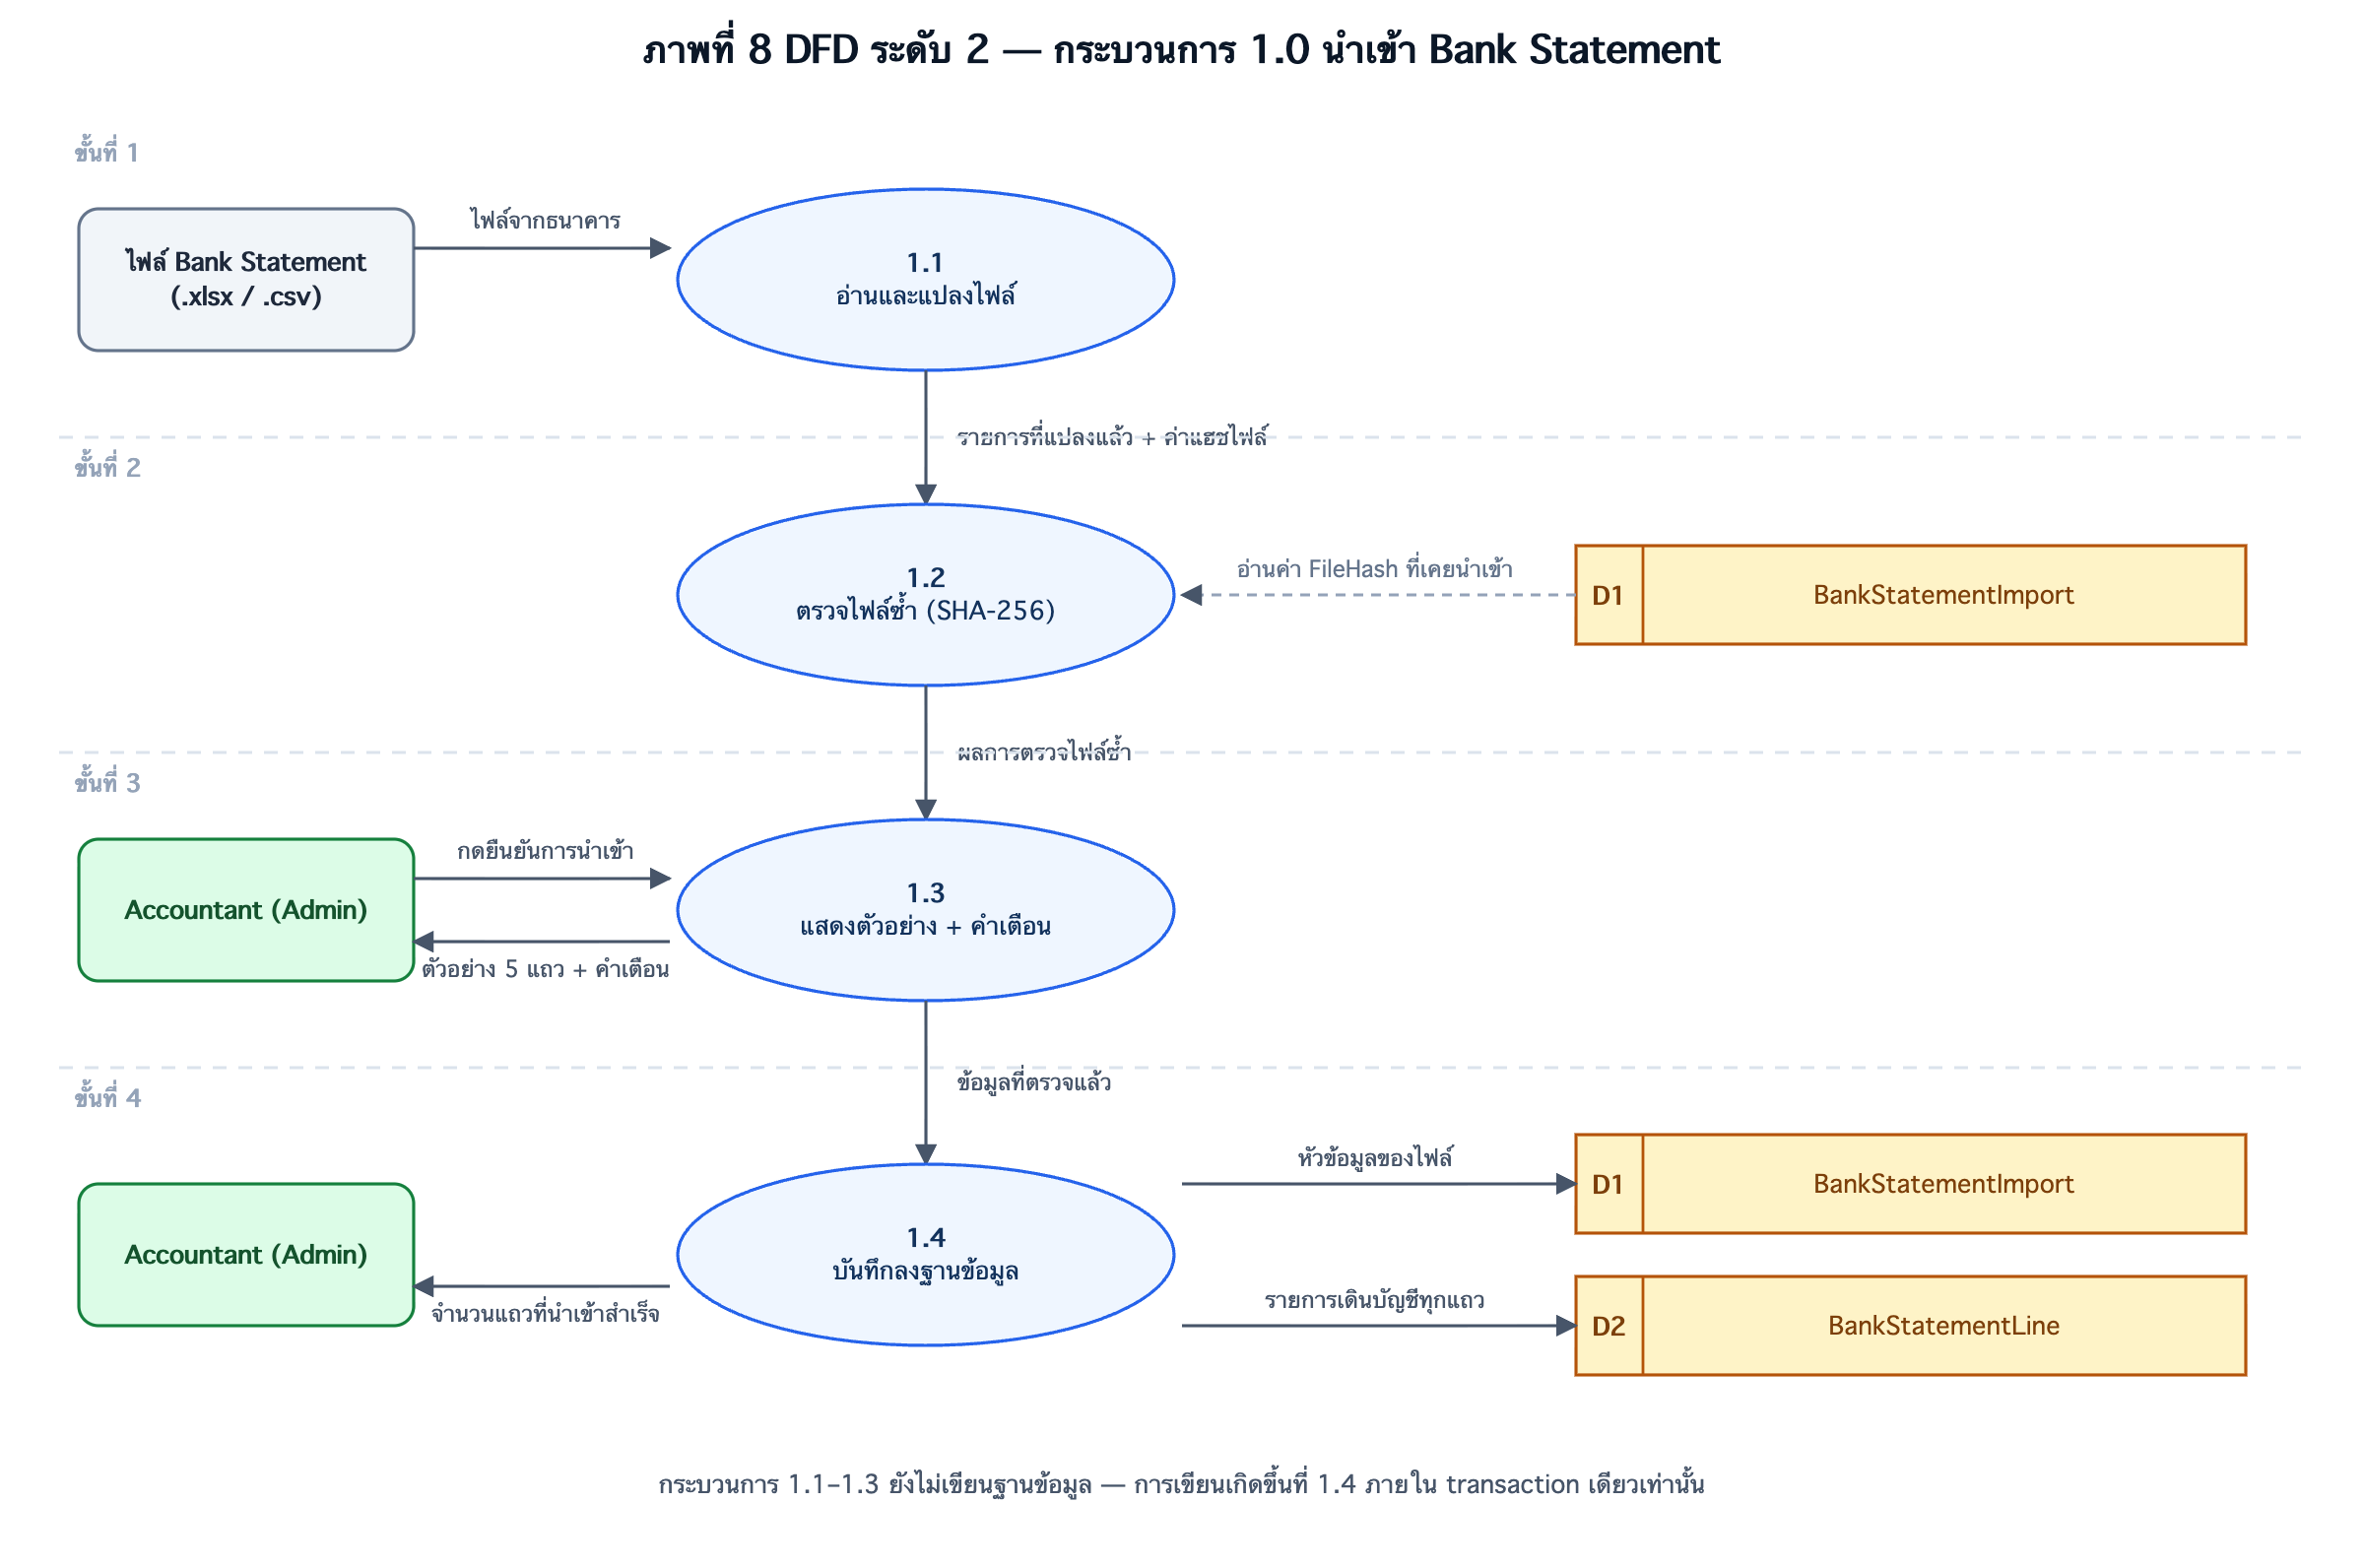 ภาพที่ 8 DFD ระดับ 2 — กระบวนการ 1.0 นำเข้า Bank Statement
ขั้นที่ 1
ไฟล์ Bank Statement
(.xlsx / .csv)
ไฟล์จากธนาคาร
1.1
อ่านและแปลงไฟล์
รายการที่แปลงแล้ว + ค่าแฮชไฟล์
ขั้นที่ 2
1.2
ตรวจไฟล์ซ้ำ (SHA-256)
อ่านค่า FileHash ที่เคยนำเข้า
D1
BankStatementImport
ผลการตรวจไฟล์ซ้ำ
ขั้นที่ 3
Accountant (Admin)
กดยืนยันการนำเข้า
ตัวอย่าง 5 แถว + คำเตือน
1.3
แสดงตัวอย่าง + คำเตือน
ข้อมูลที่ตรวจแล้ว
ขั้นที่ 4
Accountant (Admin)
จำนวนแถวที่นำเข้าสำเร็จ
1.4
บันทึกลงฐานข้อมูล
หัวข้อมูลของไฟล์
D1
BankStatementImport
รายการเดินบัญชีทุกแถว
D2
BankStatementLine
กระบวนการ 1.1–1.3 ยังไม่เขียนฐานข้อมูล — การเขียนเกิดขึ้นที่ 1.4 ภายใน transaction เดียวเท่านั้น